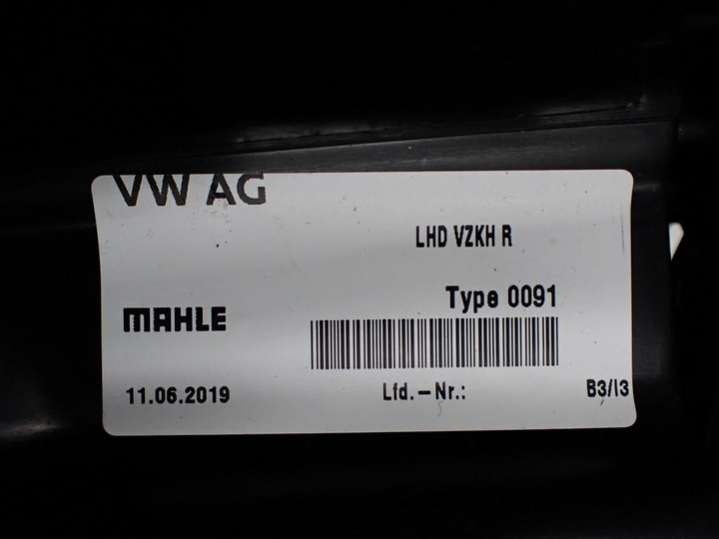 VW AG
LHD VZKH R
Type 0091
MAHLE
11.06.2019
Lfd.-Nr.:
B3/I3